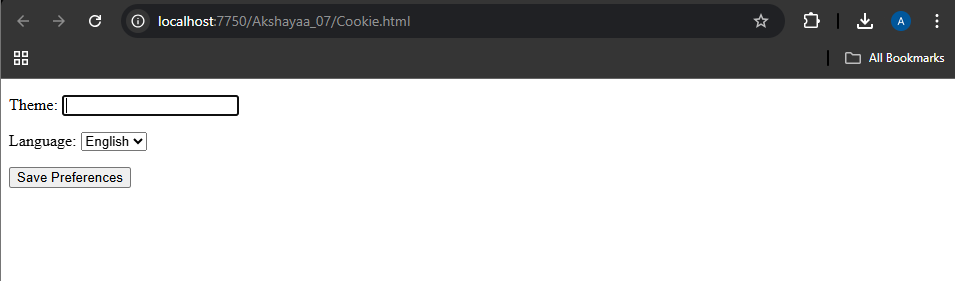 localhost:7750/Akshayaa_07/Cookie.html
A
All Bookmarks
Theme:
Language: English
Save Preferences